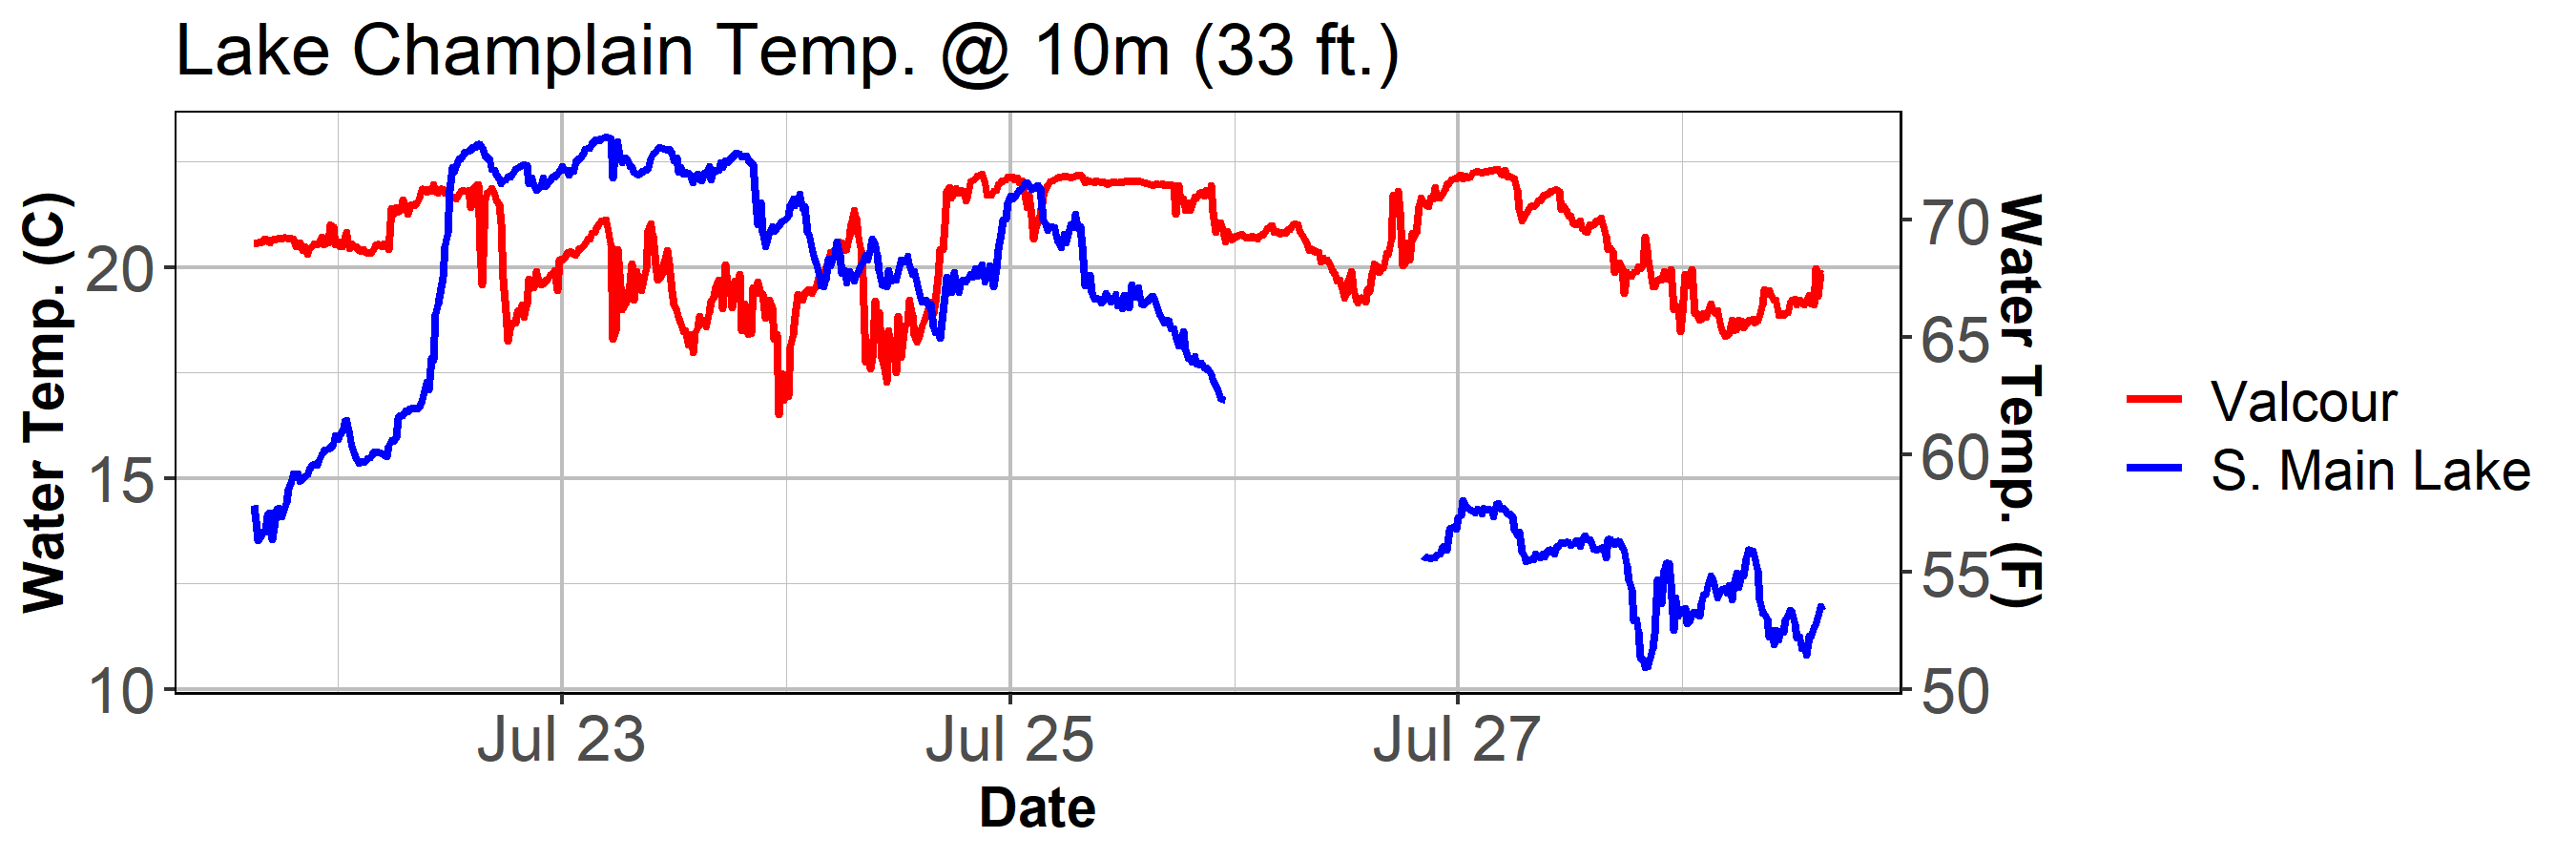 Lake Champlain Temp. @ 10m (33 ft.)
Water Temp. (C)
20
15
10
70
65
60
55
50
Water Temp. (F)
Jul 23
Jul 25
Jul 27
Date
Valcour
S. Main Lake